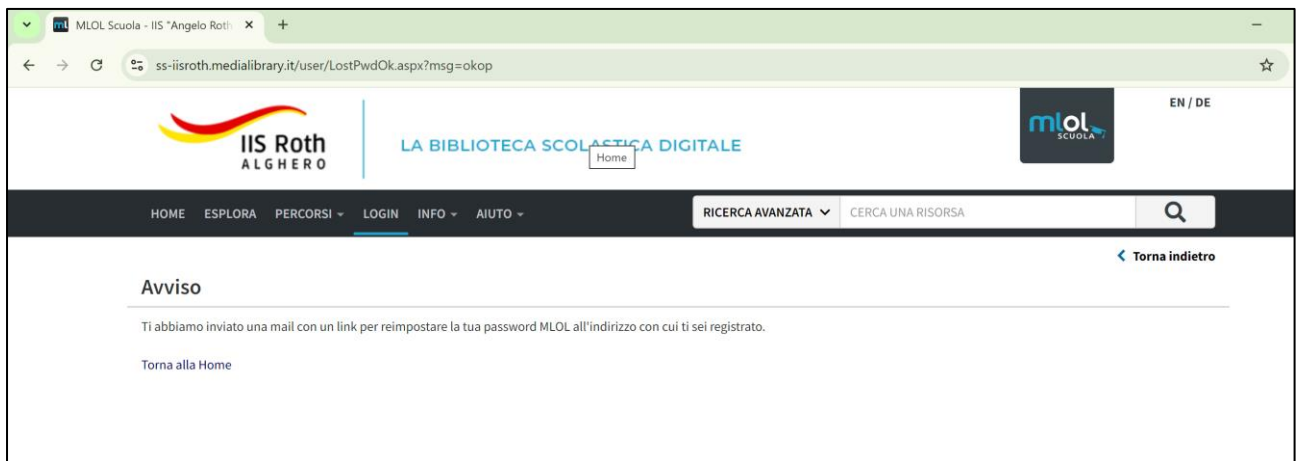 MLOL Scuola - IIS "Angelo Roth
ss-iisroth.medialibrary.it/user/LostPwdOk.aspx?msg=okop
IIS Roth
ALGHERO
LA BIBLIOTECA SCOLASTICA DIGITALE
Home
mlol
SCUOLA
EN / DE
HOME ESPLORA PERCORSI LOGIN INFO AIUTO RICERCA AVANZATA CERCA UNA RISORSA
Torna indietro
Avviso
Ti abbiamo inviato una mail con un link per reimpostare la tua password MLOL all'indirizzo con cui ti sei registrato.
Torna alla Home